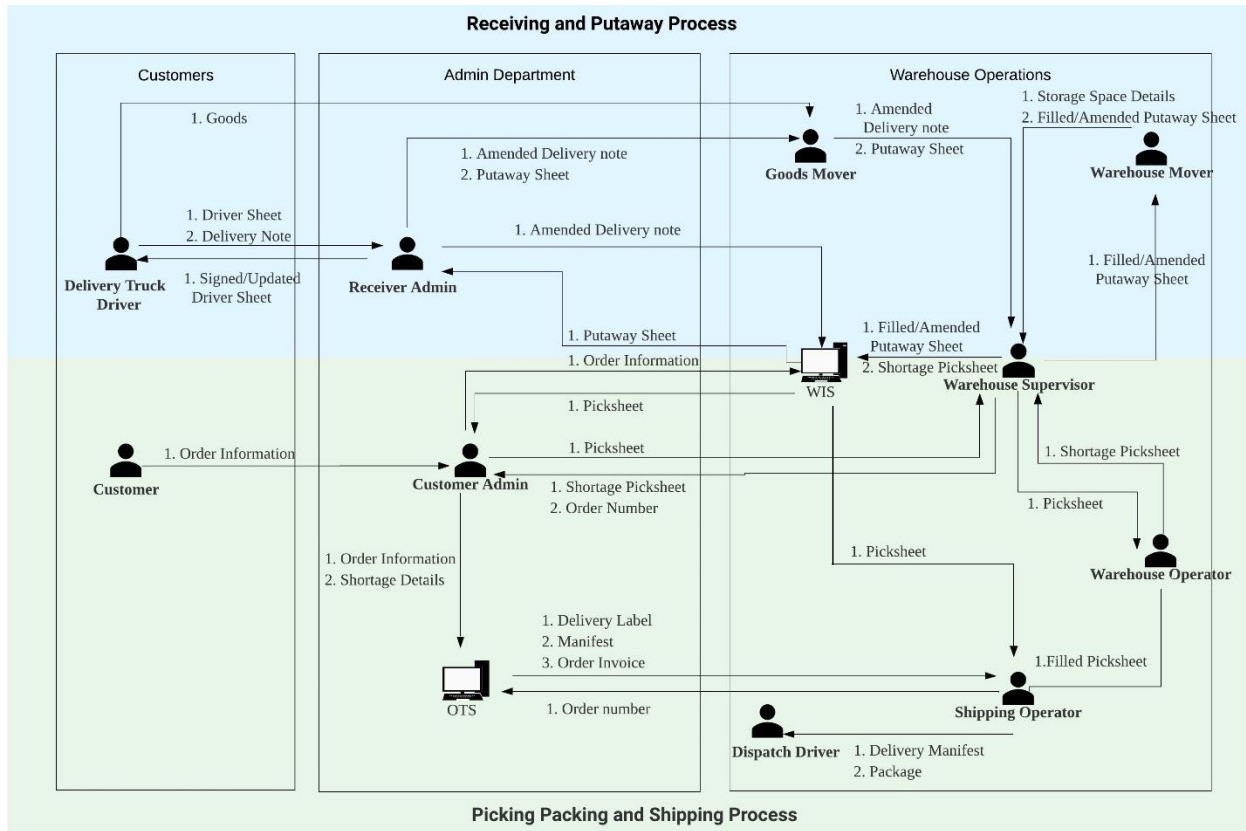 Receiving and Putaway Process
Customers
Admin Department
Warehouse Operations
1. Goods
1. Amended
Delivery note
2. Putaway Sheet
1. Storage Space Details
2. Filled/Amended Putaway Sheet
1. Amended Delivery note
2. Putaway Sheet
Goods Mover
Warehouse Mover
1. Driver Sheet
2. Delivery Note
1. Amended Delivery note
1. Signed/Updated
Driver Sheet
Delivery Truck
Driver
Receiver Admin
1. Filled/Amended
Putaway Sheet
1. Putaway Sheet
1. Filled/Amended
Putaway Sheet
1. Order Information
2. Shortage Picksheet
WIS
Warehouse Supervisor
1. Picksheet
1. Order Information
1. Picksheet
1. Shortage Picksheet
Customer
Customer Admin
1. Shortage Picksheet
2. Order Number
1. Picksheet
1. Order Information
2. Shortage Details
1. Picksheet
Warehouse Operator
1. Delivery Label
2. Manifest
3. Order Invoice
1.Filled Picksheet
OTS
1. Order number
Shipping Operator
Dispatch Driver
1. Delivery Manifest
2. Package
Picking Packing and Shipping Process